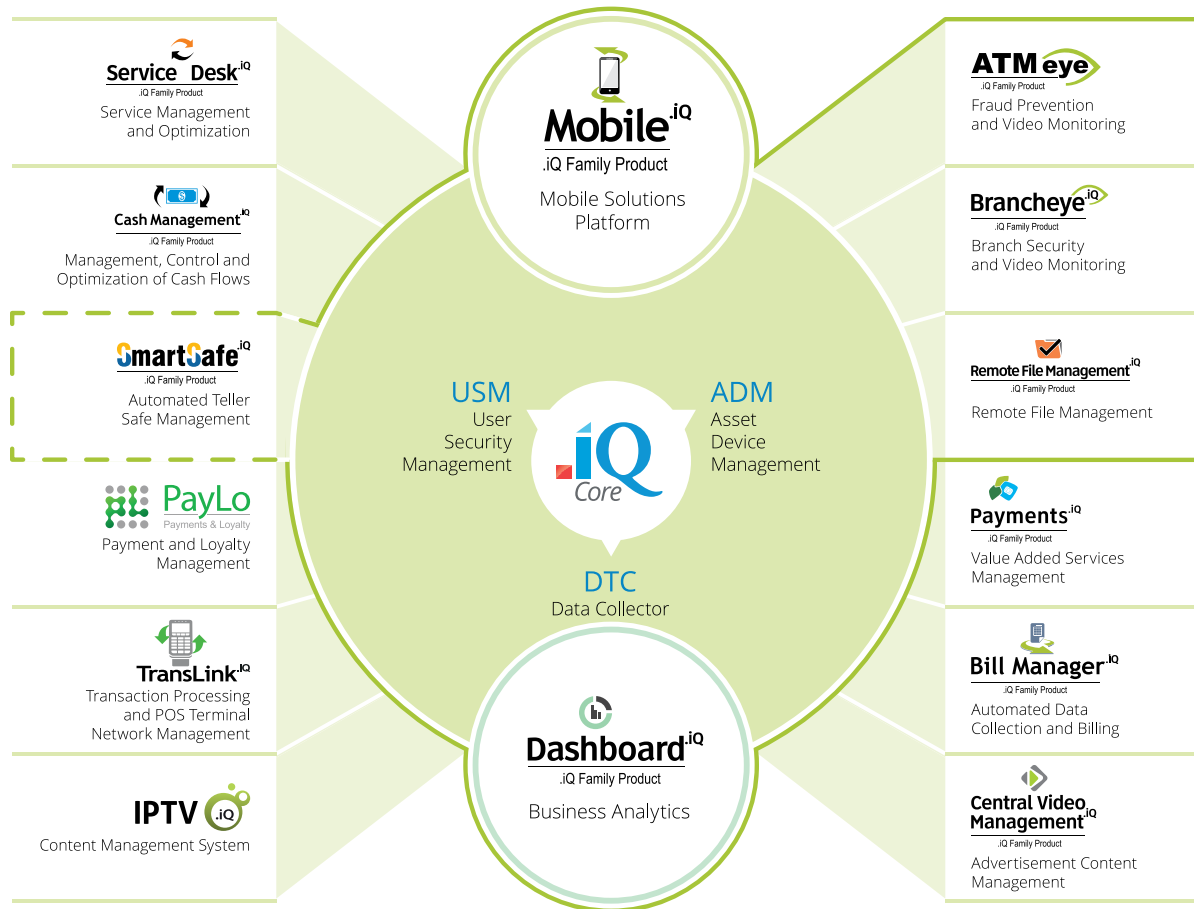 Service Desk.iQ
.iQ Family Product
Service Management
and Optimization
Cash Management.iQ
.iQ Family Product
Management, Control and
Optimization of Cash Flows
SmartSafe.iQ
.iQ Family Product
Automated Teller
Safe Management
PayLo
Payments & Loyalty
Payment and Loyalty
Management
TransLink.iQ
Transaction Processing
and POS Terminal
Network Management
IPTV .iQ
Content Management System
Mobile.iQ
.iQ Family Product
Mobile Solutions
Platform
USM
User
Security
Management
.iQ
Core
ADM
Asset
Device
Management
DTC
Data Collector
Dashboard.iQ
.iQ Family Product
Business Analytics
ATMeye
.iQ Family Product
Fraud Prevention
and Video Monitoring
Brancheye.iQ
.iQ Family Product
Branch Security
and Video Monitoring
Remote File Management.iQ
.iQ Family Product
Remote File Management
Payments.iQ
.iQ Family Product
Value Added Services
Management
Bill Manager.iQ
.iQ Family Product
Automated Data
Collection and Billing
Central Video
Management.iQ
.iQ Family Product
Advertisement Content
Management